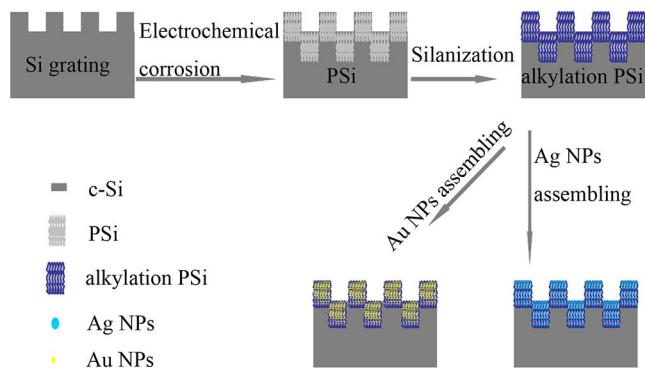 Si grating
Electrochemical
corrosion
PSi
Silanization
alkylation PSi
Au NPs assembling
Ag NPs
assembling
c-Si
PSi
alkylation PSi
Ag NPs
Au NPs